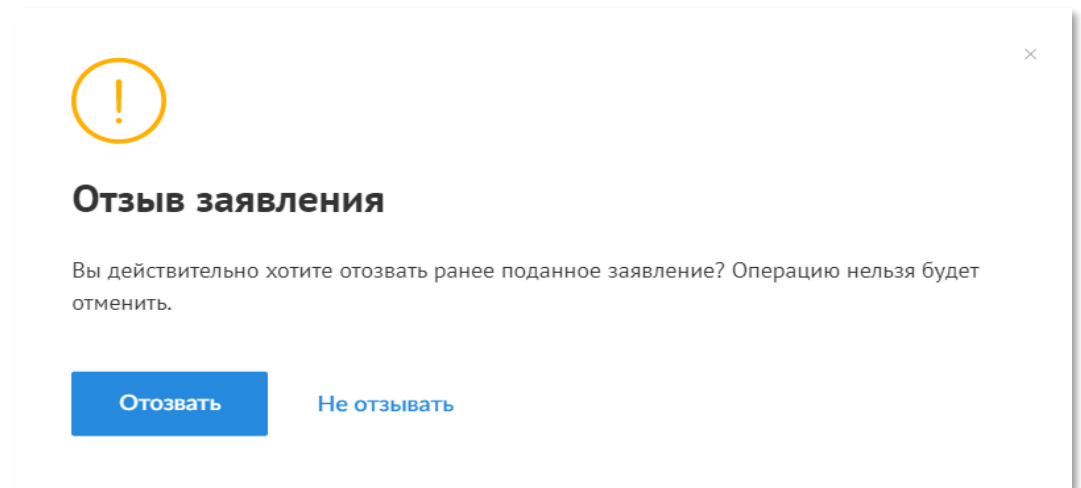 Отзыв заявления
Вы действительно хотите отозвать ранее поданное заявление? Операцию нельзя будет
отменить.
Отозвать
Не отзывать